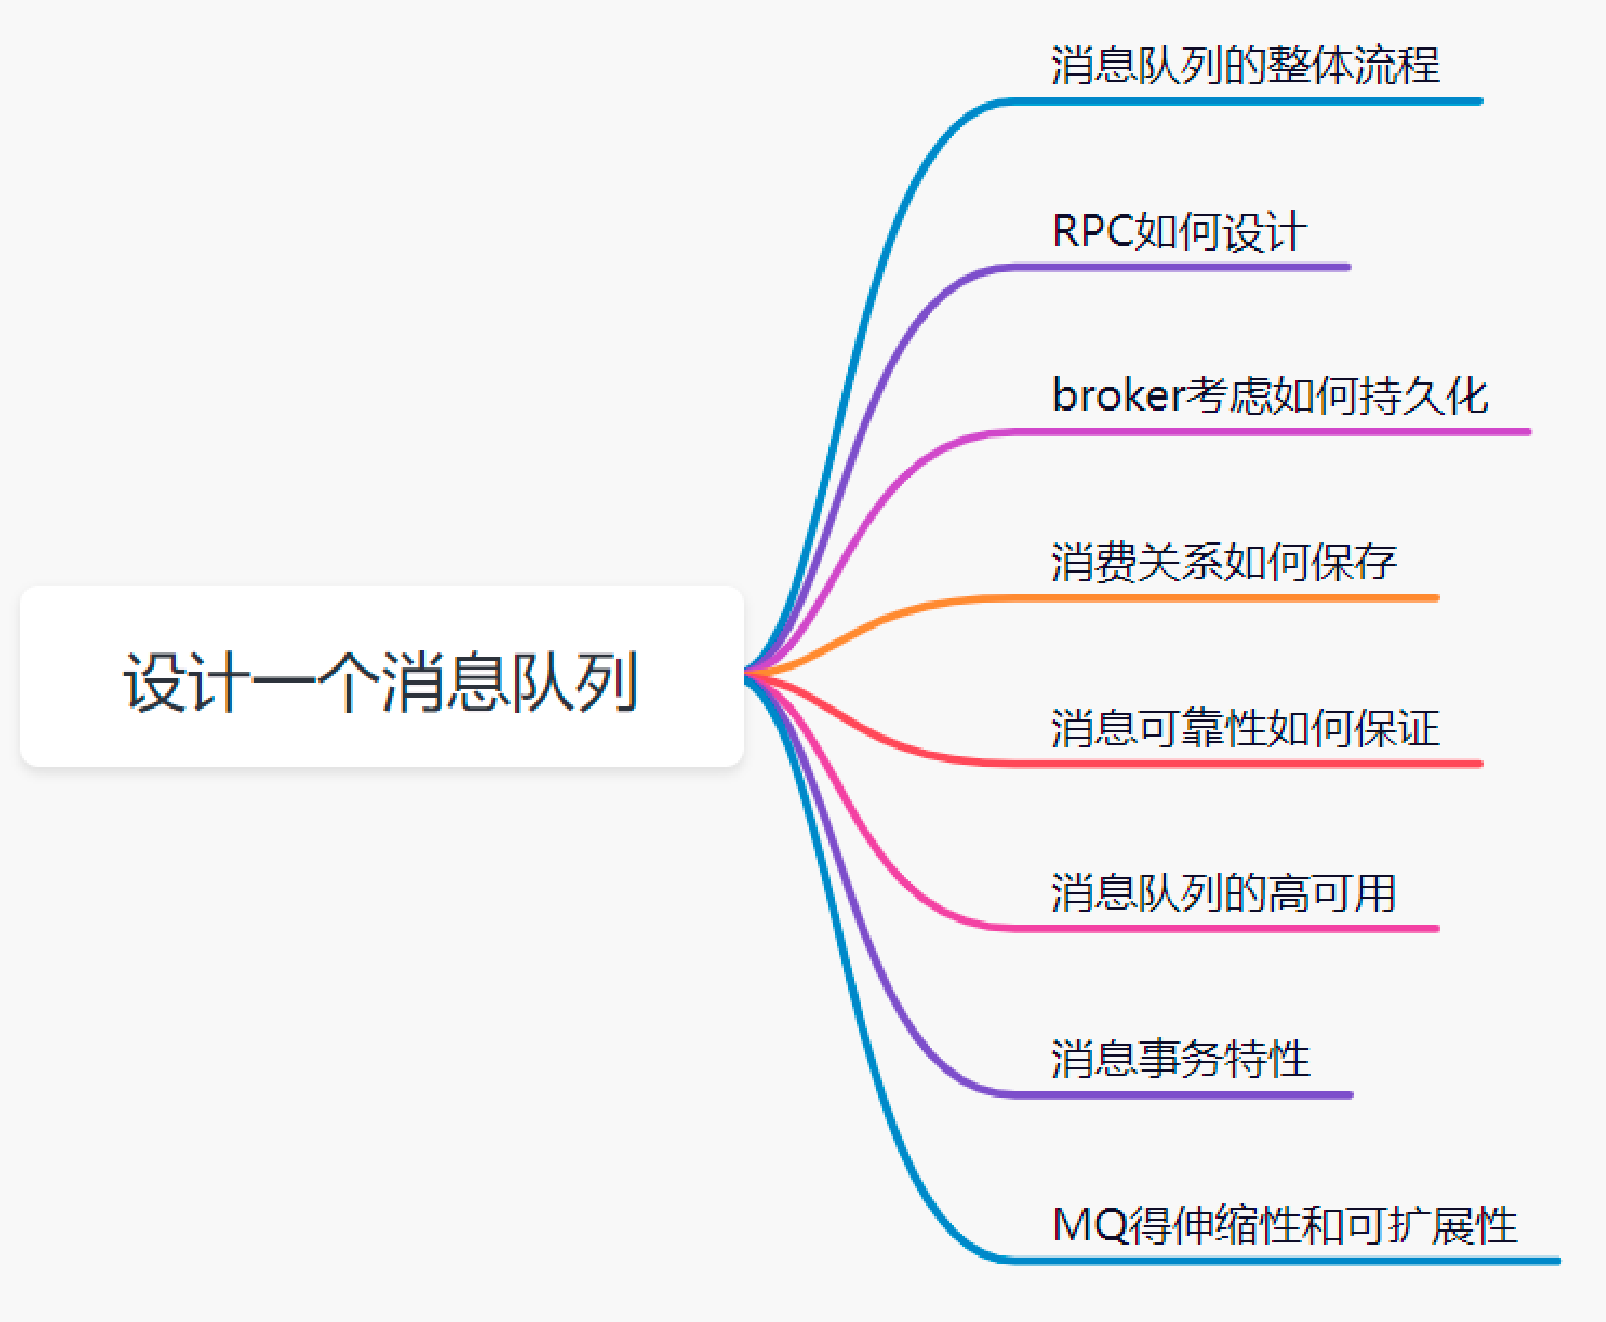 设计一个消息队列
消息队列的整体流程
RPC如何设计
broker考虑如何持久化
消费关系如何保存
消息可靠性如何保证
消息队列的高可用
消息事务特性
MQ得伸缩性和可扩展性